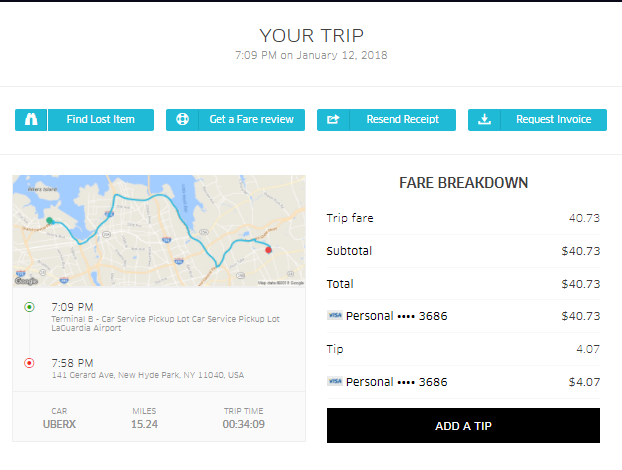 YOUR TRIP
7:09 PM on January 12, 2018
Find Lost Item
Get a Fare review
Resend Receipt
Request Invoice
Rikers Island
Google
7:09 PM
Terminal B - Car Service Pickup Lot Car Service Pickup Lot
LaGuardia Airport
7:58 PM
141 Gerard Ave, New Hyde Park, NY 11040, USA
CAR
MILES
TRIP TIME
UBERX
15.24
00:34:09
FARE BREAKDOWN
Trip fare 40.73
Subtotal $40.73
Total $40.73
VISA Personal •••• 3686 $40.73
Tip 4.07
VISA Personal •••• 3686 $4.07
ADD A TIP